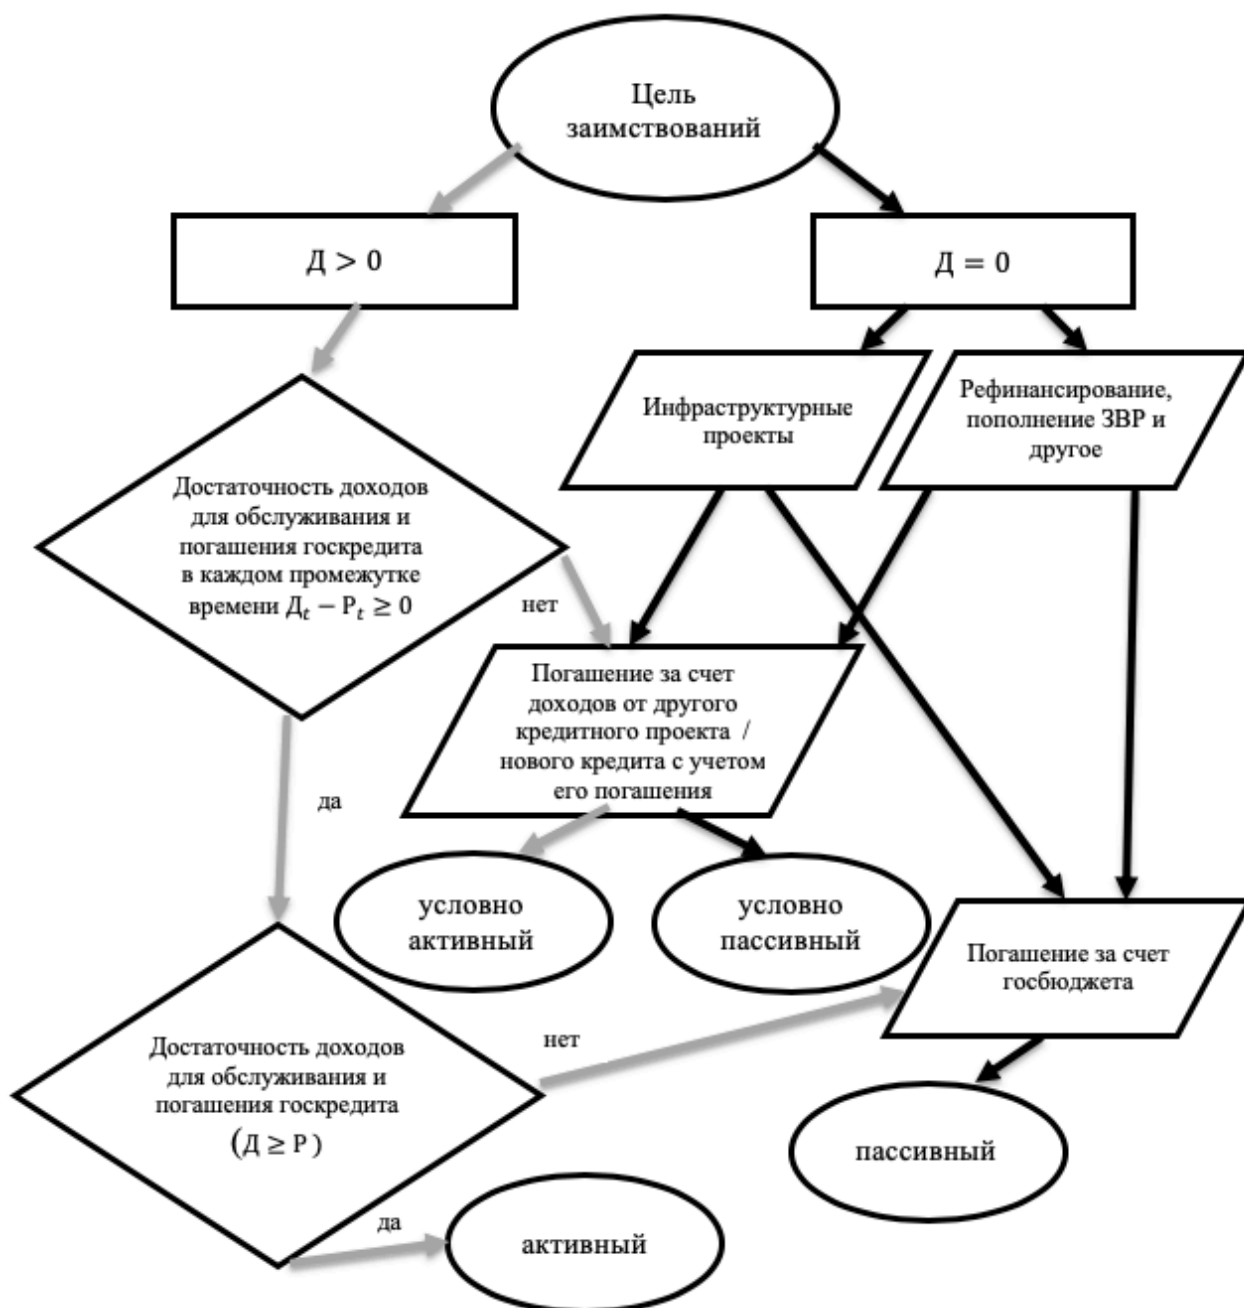 Цель
заимствований
Д > 0
Д = 0
Инфраструктурные
проекты
Рефинансирование,
пополнение ЗВР и
другое
Достаточность доходов
для обслуживания и
погашения госкредита
в каждом промежутке
времени Дₜ − Рₜ ≥ 0
нет
Погашение за счет
доходов от другого
кредитного проекта /
нового кредита с учетом
его погашения
да
условно
активный
условно
пассивный
Погашение за счет
госбюджета
Достаточность доходов
для обслуживания и
погашения госкредита
(Д ≥ Р )
нет
пассивный
да
активный